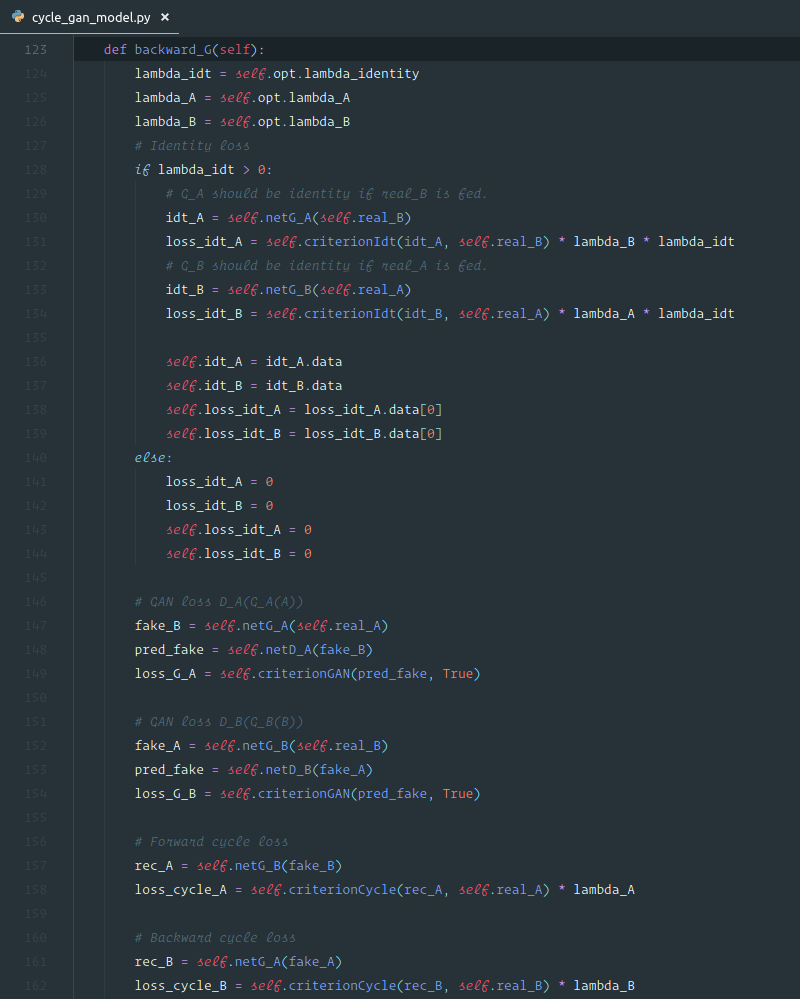 cycle_gan_model.py ×
123     def backward_G(self):
124         lambda_idt = self.opt.lambda_identity
125         lambda_A = self.opt.lambda_A
126         lambda_B = self.opt.lambda_B
127         # Identity loss
128         if lambda_idt > 0:
129             # G_A should be identity if real_B is fed.
130             idt_A = self.netG_A(self.real_B)
131             loss_idt_A = self.criterionIdt(idt_A, self.real_B) * lambda_B * lambda_idt
132             # G_B should be identity if real_A is fed.
133             idt_B = self.netG_B(self.real_A)
134             loss_idt_B = self.criterionIdt(idt_B, self.real_A) * lambda_A * lambda_idt
135
136             self.idt_A = idt_A.data
137             self.idt_B = idt_B.data
138             self.loss_idt_A = loss_idt_A.data[0]
139             self.loss_idt_B = loss_idt_B.data[0]
140         else:
141             loss_idt_A = 0
142             loss_idt_B = 0
143             self.loss_idt_A = 0
144             self.loss_idt_B = 0
145
146         # GAN loss D_A(G_A(A))
147         fake_B = self.netG_A(self.real_A)
148         pred_fake = self.netD_A(fake_B)
149         loss_G_A = self.criterionGAN(pred_fake, True)
150
151         # GAN loss D_B(G_B(B))
152         fake_A = self.netG_B(self.real_B)
153         pred_fake = self.netD_B(fake_A)
154         loss_G_B = self.criterionGAN(pred_fake, True)
155
156         # Forward cycle loss
157         rec_A = self.netG_B(fake_B)
158         loss_cycle_A = self.criterionCycle(rec_A, self.real_A) * lambda_A
159
160         # Backward cycle loss
161         rec_B = self.netG_A(fake_A)
162         loss_cycle_B = self.criterionCycle(rec_B, self.real_B) * lambda_B